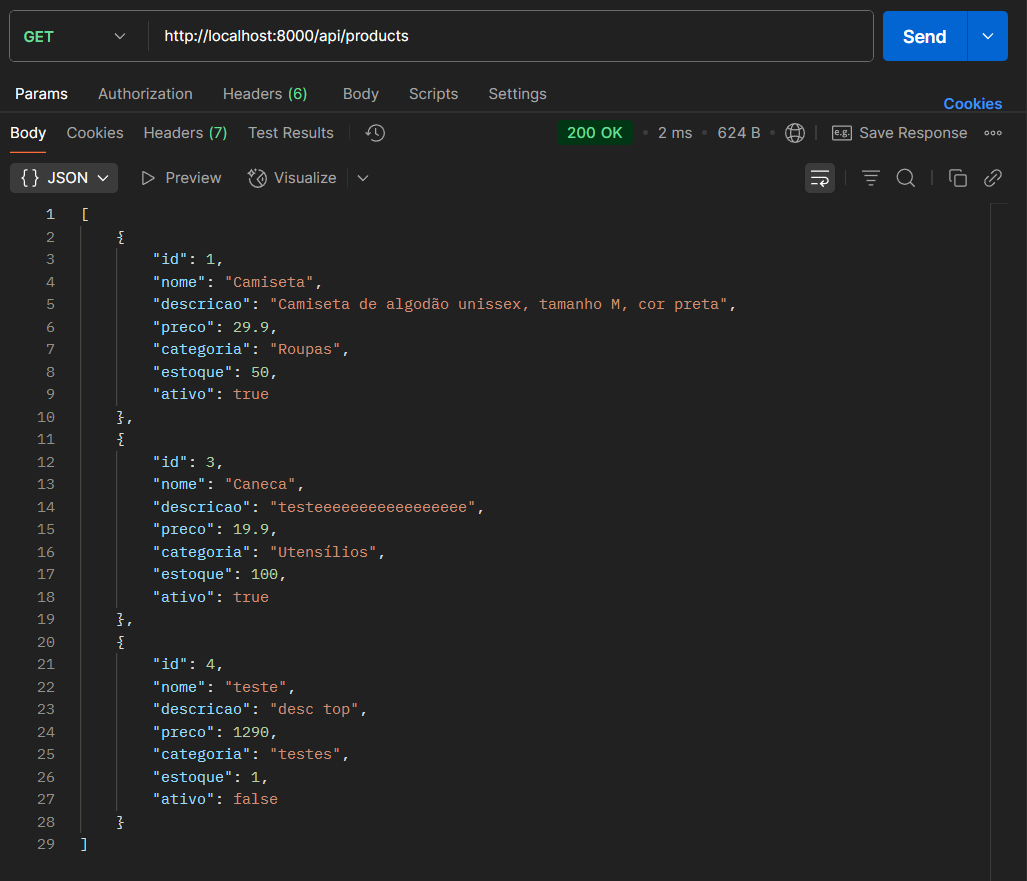 GET http://localhost:8000/api/products Send
Params Authorization Headers (6) Body Scripts Settings
Cookies
Body Cookies Headers (7) Test Results 200 OK • 2 ms • 624 B • e.g. Save Response
{ } JSON Preview Visualize
1 [
2 {
3 "id": 1,
4 "nome": "Camiseta",
5 "descricao": "Camiseta de algodão unissex, tamanho M, cor preta",
6 "preco": 29.9,
7 "categoria": "Roupas",
8 "estoque": 50,
9 "ativo": true
10 },
11 {
12 "id": 3,
13 "nome": "Caneca",
14 "descricao": "testeeeeeeeeeeeeeeeee",
15 "preco": 19.9,
16 "categoria": "Utensílios",
17 "estoque": 100,
18 "ativo": true
19 },
20 {
21 "id": 4,
22 "nome": "teste",
23 "descricao": "desc top",
24 "preco": 1290,
25 "categoria": "testes",
26 "estoque": 1,
27 "ativo": false
28 }
29 ]